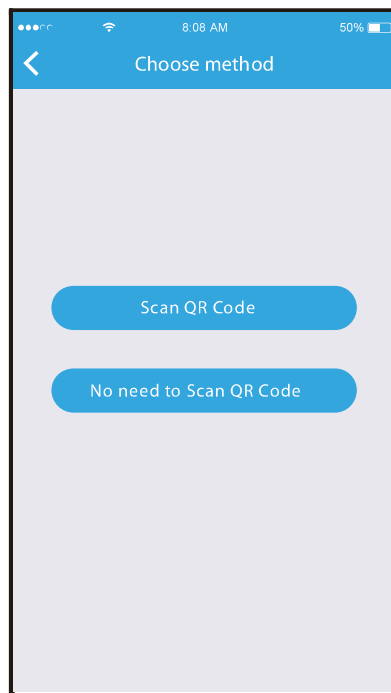 8:08 AM 50%
Choose method
Scan QR Code
No need to Scan QR Code